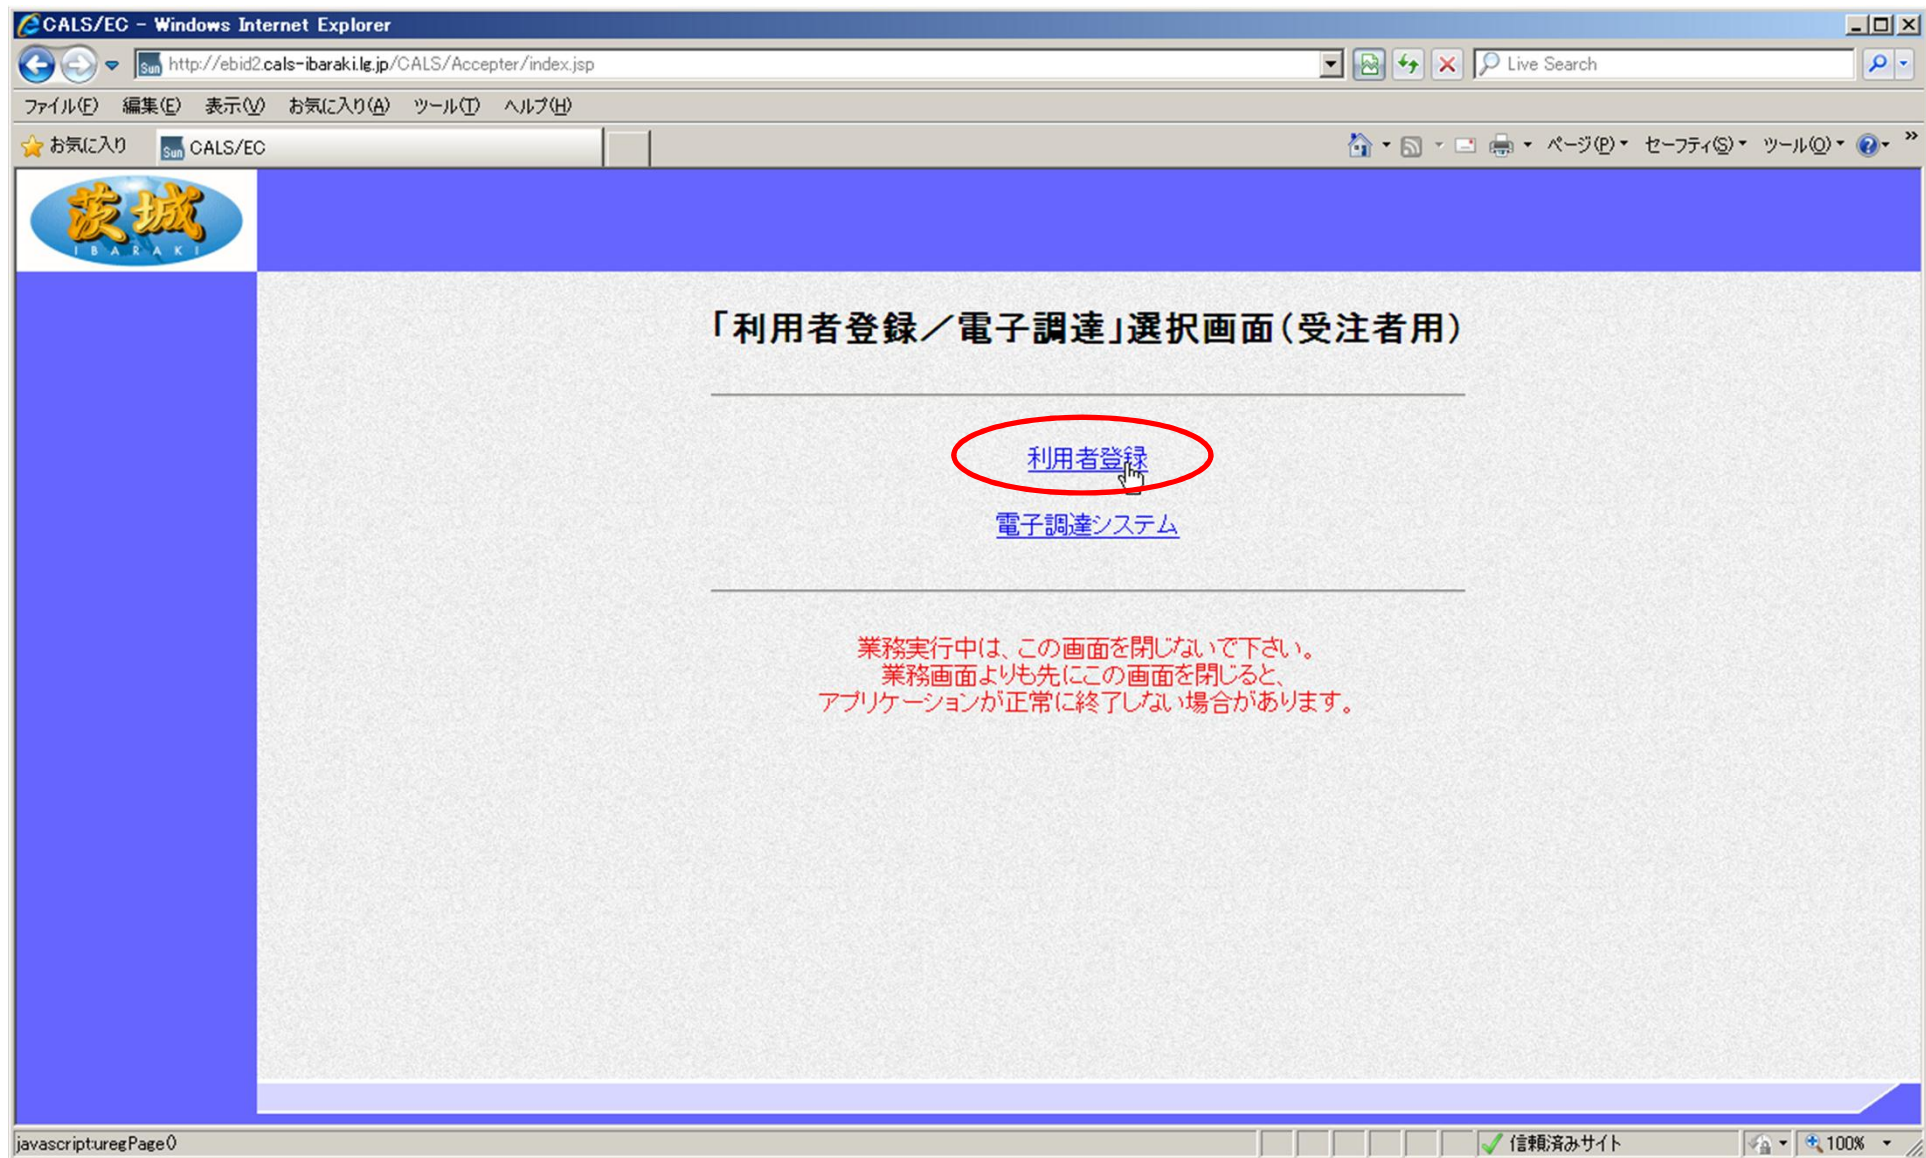 CALS/EC - Windows Internet Explorer
Sun http://ebid2.cals-ibaraki.lg.jp/CALS/Accepter/index.jsp
Live Search
ファイル(F) 編集(E) 表示(V) お気に入り(A) ツール(T) ヘルプ(H)
お気に入り Sun CALS/EC ページ(P) セーフティ(S) ツール(O)
茨城
IBARAKI
「利用者登録／電子調達」選択画面(受注者用)
利用者登録
電子調達システム
業務実行中は、この画面を閉じないで下さい。
業務画面よりも先にこの画面を閉じると、
アプリケーションが正常に終了しない場合があります。
javascript:uregPage() 信頼済みサイト 100%